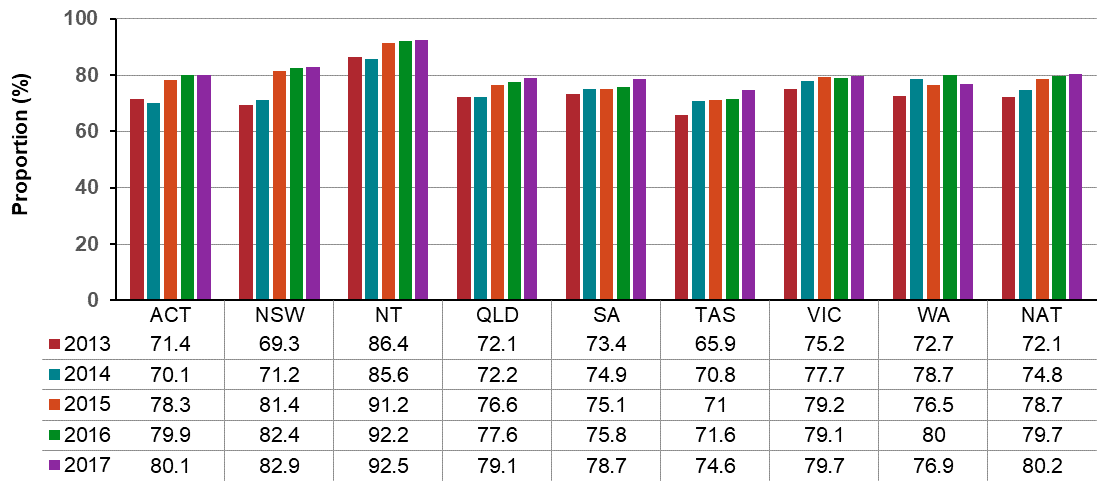 Proportion (%)
100
80
60
40
20
0
ACT NSW NT QLD SA TAS VIC WA NAT
2013 71.4 69.3 86.4 72.1 73.4 65.9 75.2 72.7 72.1
2014 70.1 71.2 85.6 72.2 74.9 70.8 77.7 78.7 74.8
2015 78.3 81.4 91.2 76.6 75.1 71 79.2 76.5 78.7
2016 79.9 82.4 92.2 77.6 75.8 71.6 79.1 80 79.7
2017 80.1 82.9 92.5 79.1 78.7 74.6 79.7 76.9 80.2